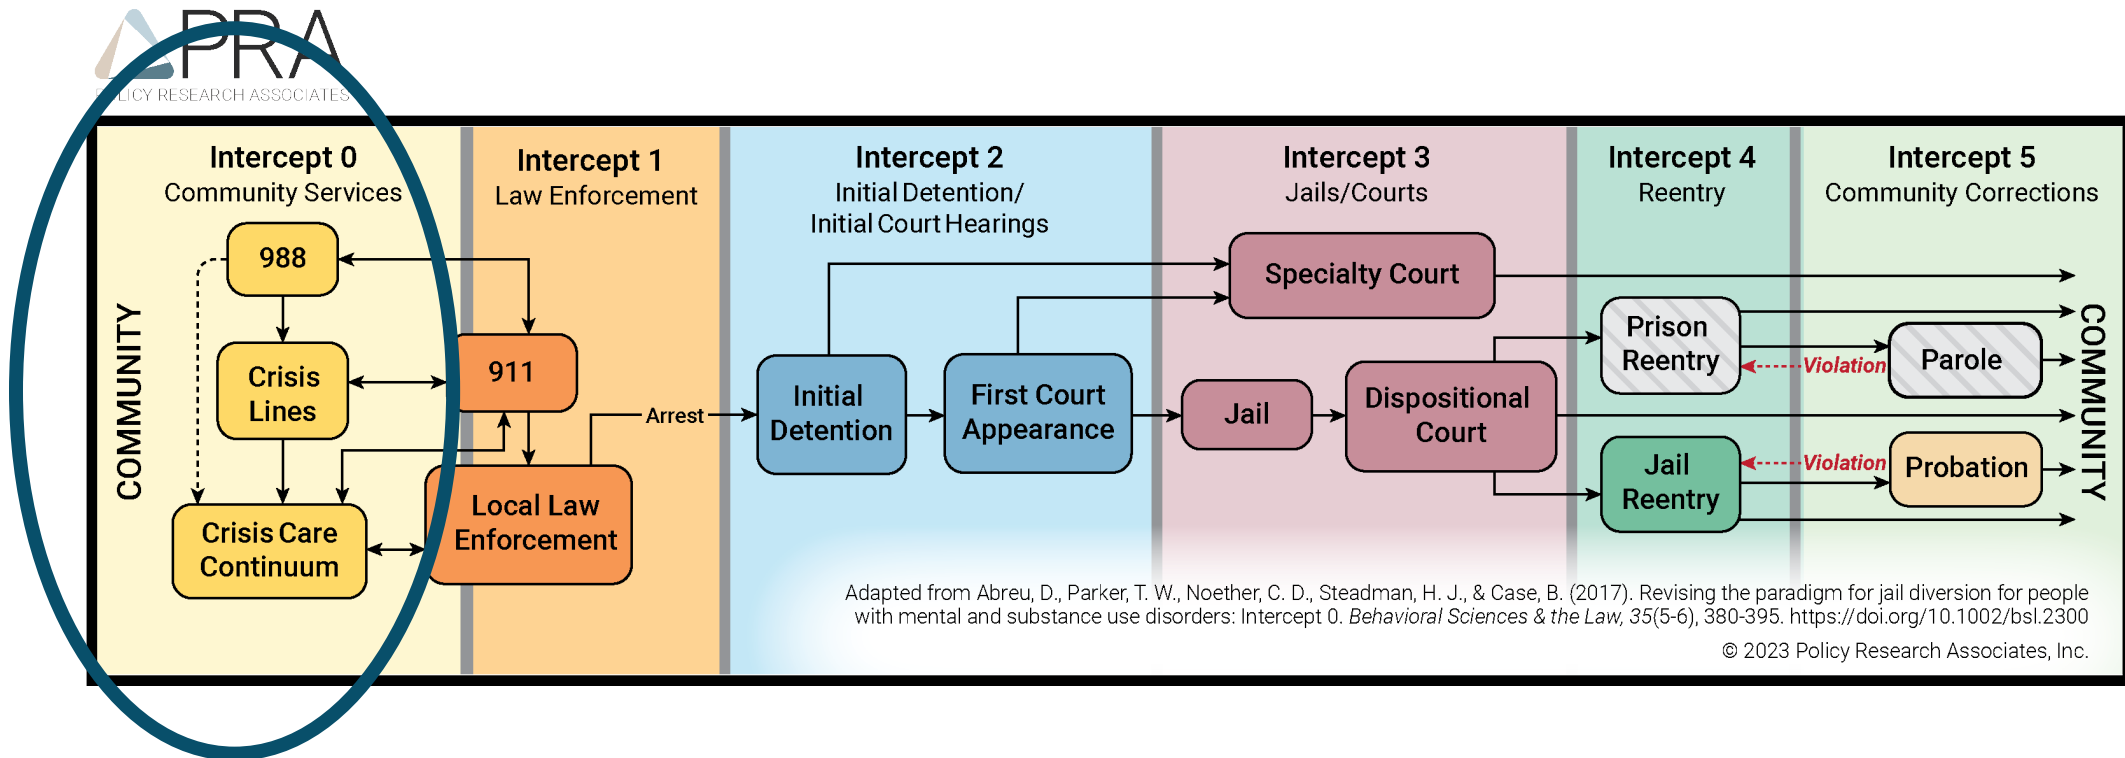 PRA
POLICY RESEARCH ASSOCIATES
Intercept 0
Community Services
COMMUNITY
988
Crisis
Lines
Crisis Care
Continuum
Intercept 1
Law Enforcement
911
Local Law
Enforcement
Arrest
Intercept 2
Initial Detention/
Initial Court Hearings
Initial
Detention
First Court
Appearance
Intercept 3
Jails/Courts
Specialty Court
Jail
Dispositional
Court
Intercept 4
Reentry
Prison
Reentry
Jail
Reentry
Intercept 5
Community Corrections
Violation
Parole
Violation
Probation
COMMUNITY
Adapted from Abreu, D., Parker, T. W., Noether, C. D., Steadman, H. J., & Case, B. (2017). Revising the paradigm for jail diversion for people
with mental and substance use disorders: Intercept 0. Behavioral Sciences & the Law, 35(5-6), 380-395. https://doi.org/10.1002/bsl.2300
© 2023 Policy Research Associates, Inc.